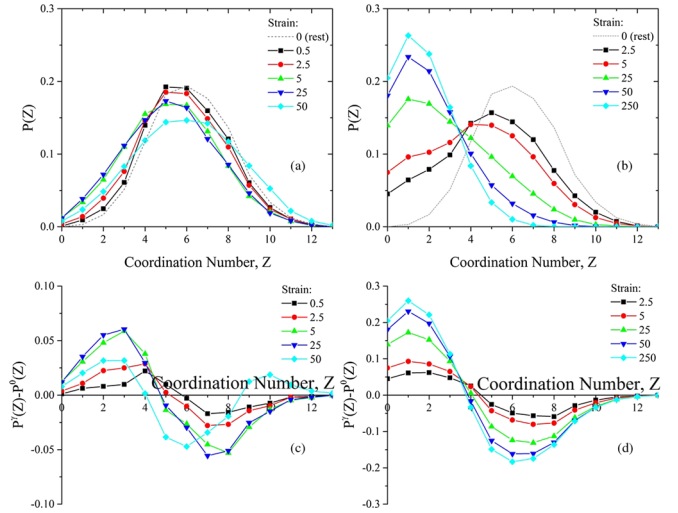 0.3
0.2
0.1
0.0
P(Z)
0 2 4 6 8 10 12
Coordination Number, Z
Strain:
0 (rest)
0.5
2.5
5
25
50
(a)
0.3
0.2
0.1
0.0
P(Z)
0 2 4 6 8 10 12
Coordination Number, Z
Strain:
0 (rest)
2.5
5
25
50
250
(b)
0.10
0.05
0.00
-0.05
-0.10
P^γ(Z)-P^0(Z)
0 2 4 6 8 10 12
Coordination Number, Z
Strain:
0.5
2.5
5
25
50
(c)
0.3
0.2
0.1
0.0
-0.1
-0.2
-0.3
P^γ(Z)-P^0(Z)
0 2 4 6 8 10 12
Coordination Number, Z
Strain:
2.5
5
25
50
250
(d)